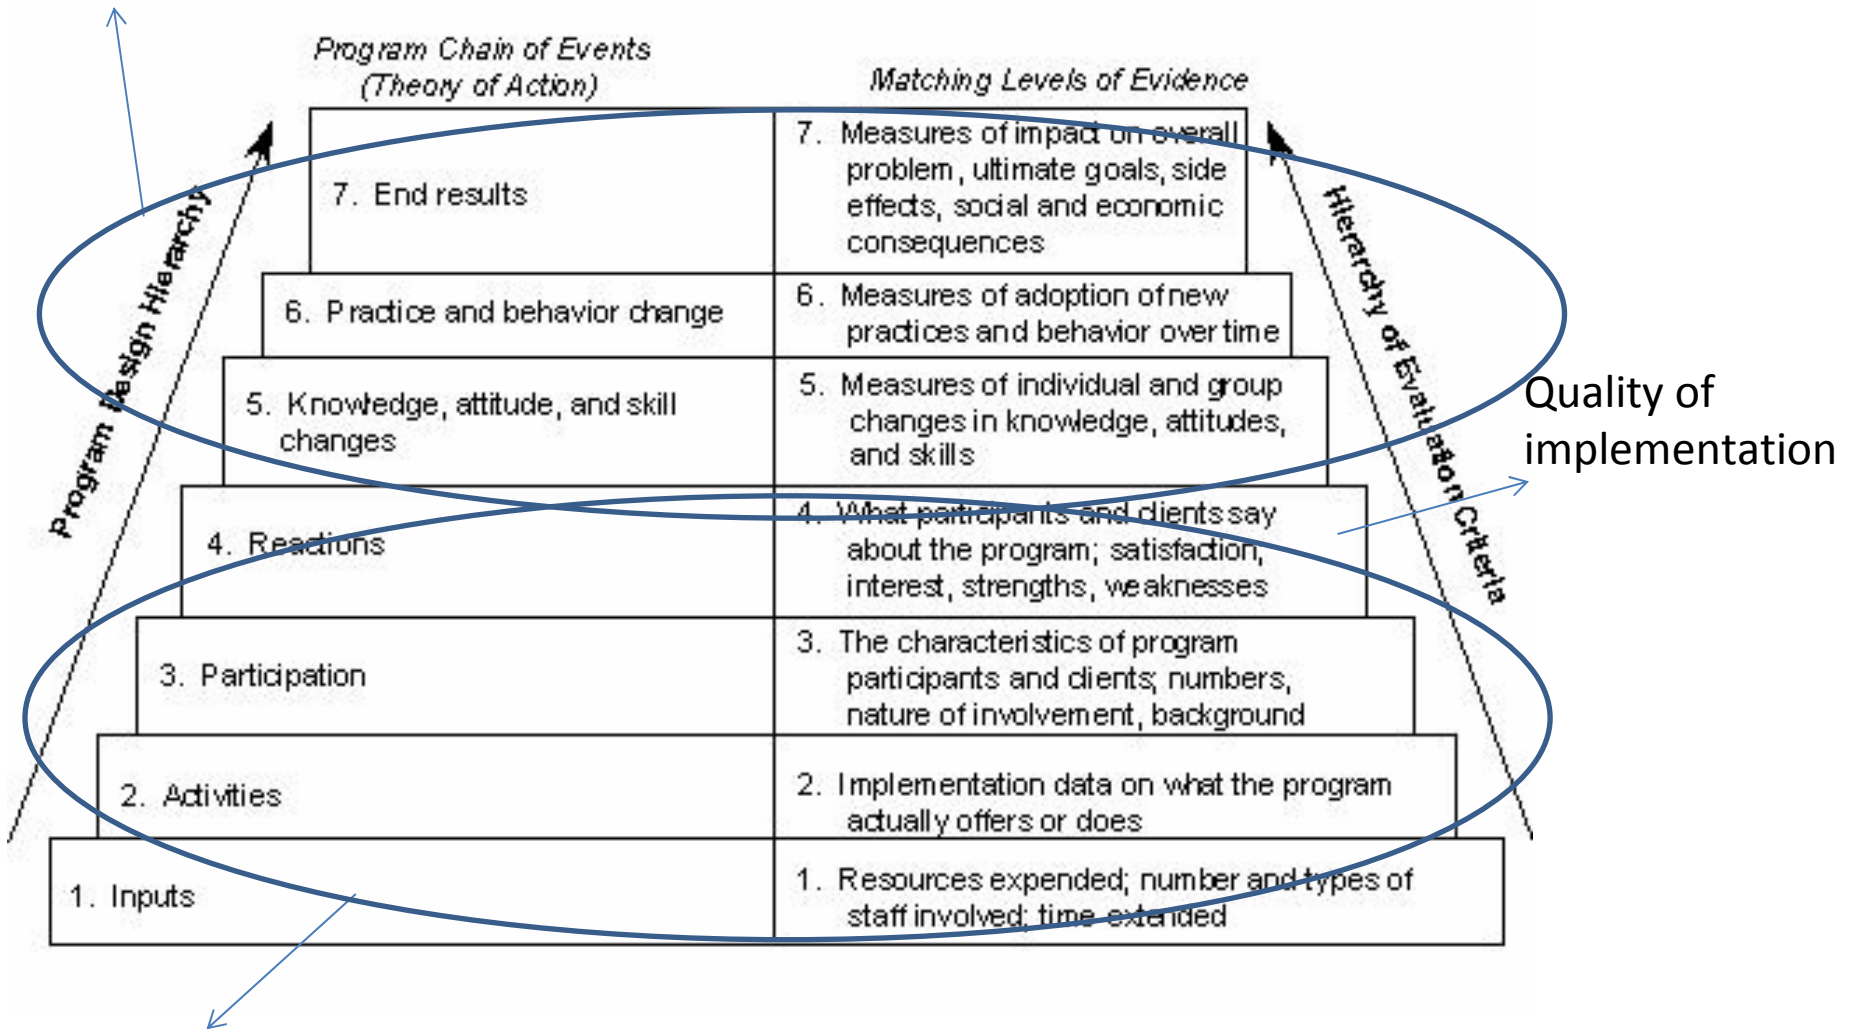 Program Chain of Events
(Theory of Action)
Matching Levels of Evidence
Program Design Hierarchy
Hierarchy of Evaluation Criteria
7. End results
7. Measures of impact on overall
problem, ultimate goals, side
effects, social and economic
consequences
6. Practice and behavior change
6. Measures of adoption of new
practices and behavior over time
5. Knowledge, attitude, and skill
changes
5. Measures of individual and group
changes in knowledge, attitudes,
and skills
Quality of
implementation
4. Reactions
4. What participants and clients say
about the program; satisfaction,
interest, strengths, weaknesses
3. Participation
3. The characteristics of program
participants and clients; numbers,
nature of involvement, background
2. Activities
2. Implementation data on what the program
actually offers or does
1. Inputs
1. Resources expended; number and types of
staff involved; time extended